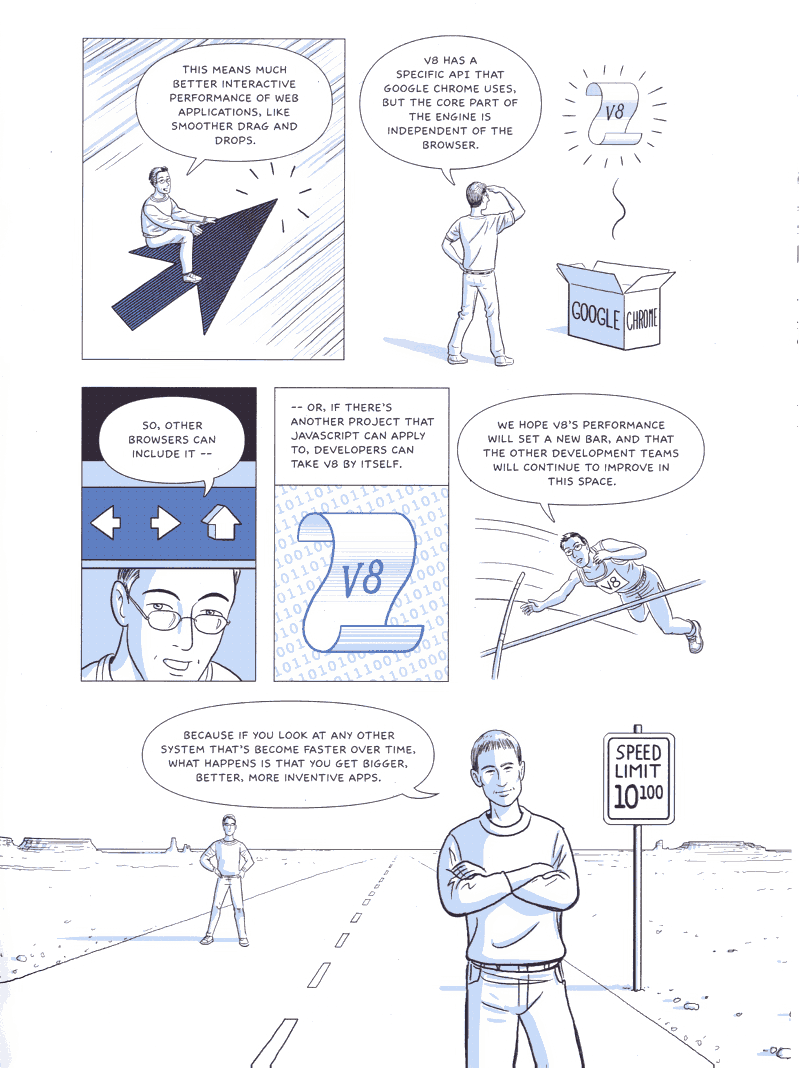 THIS MEANS MUCH
BETTER INTERACTIVE
PERFORMANCE OF WEB
APPLICATIONS, LIKE
SMOOTHER DRAG AND
DROPS.
V8 HAS A
SPECIFIC API THAT
GOOGLE CHROME USES,
BUT THE CORE PART OF
THE ENGINE IS
INDEPENDENT OF THE
BROWSER.
V8
GOOGLE CHROME
SO, OTHER
BROWSERS CAN
INCLUDE IT --
-- OR, IF THERE'S
ANOTHER PROJECT THAT
JAVASCRIPT CAN APPLY
TO, DEVELOPERS CAN
TAKE V8 BY ITSELF.
V8
WE HOPE V8'S PERFORMANCE
WILL SET A NEW BAR, AND THAT
THE OTHER DEVELOPMENT TEAMS
WILL CONTINUE TO IMPROVE IN
THIS SPACE.
V8
BECAUSE IF YOU LOOK AT ANY OTHER
SYSTEM THAT'S BECOME FASTER OVER TIME,
WHAT HAPPENS IS THAT YOU GET BIGGER,
BETTER, MORE INVENTIVE APPS.
SPEED
LIMIT
10¹⁰⁰